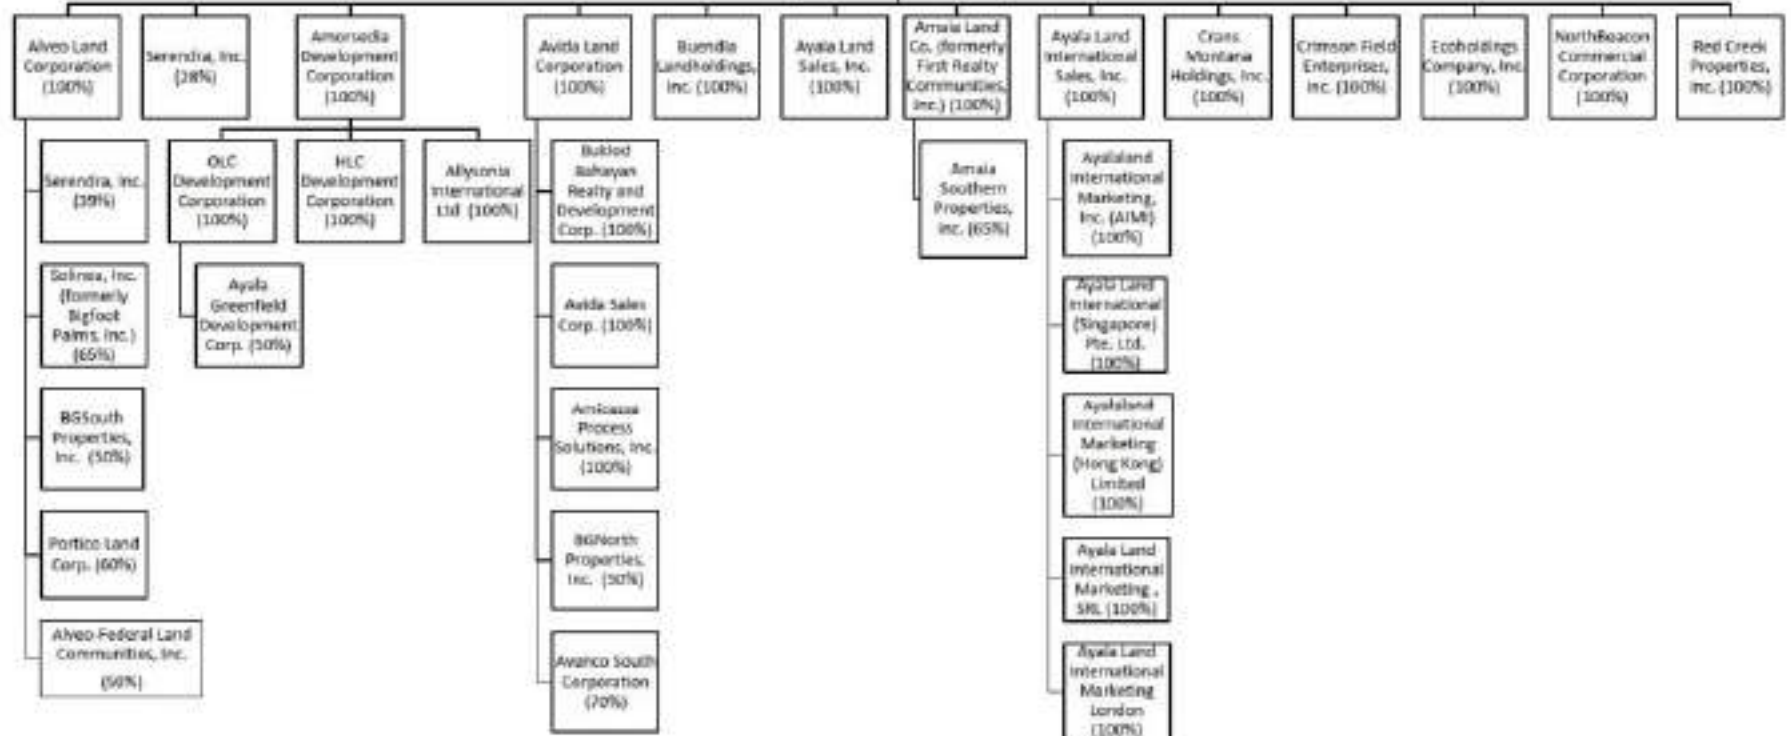 Alveo Land
Corporation
(100%)
Serendra, Inc.
(28%)
Amorsedia
Development
Corporation
(100%)
Avida Land
Corporation
(100%)
Buendia
Landholdings,
Inc. (100%)
Ayala Land
Sales, Inc.
(100%)
Amaia Land
Co. (formerly
First Realty
Communities,
Inc.) (100%)
Ayala Land
International
Sales, Inc.
(100%)
Crans
Montana
Holdings, Inc.
(100%)
Crimson Field
Enterprises,
Inc. (100%)
Ecoholdings
Company, Inc.
(100%)
NorthBeacon
Commercial
Corporation
(100%)
Red Creek
Properties,
Inc. (100%)
Serendra, Inc.
(39%)
OLC
Development
Corporation
(100%)
HLC
Development
Corporation
(100%)
Allysonia
International
Ltd (100%)
Buklod
Bahayan
Realty and
Development
Corp. (100%)
Amaia
Southern
Properties,
Inc. (65%)
Ayalaland
International
Marketing,
Inc. (AIMI)
(100%)
Solinea, Inc.
(formerly
Bigfoot
Palms, Inc.)
(65%)
Ayala
Greenfield
Development
Corp. (50%)
Avida Sales
Corp. (100%)
Ayala Land
International
(Singapore)
Pte. Ltd.
(100%)
BGSouth
Properties,
Inc. (50%)
Amicassa
Process
Solutions, Inc.
(100%)
Ayalaland
International
Marketing
(Hong Kong)
Limited
(100%)
Portico Land
Corp. (60%)
BGNorth
Properties,
Inc. (50%)
Ayala Land
International
Marketing ,
SRL (100%)
Alveo-Federal Land
Communities, Inc.
(50%)
Avenco South
Corporation
(70%)
Ayala Land
International
Marketing
London
(100%)